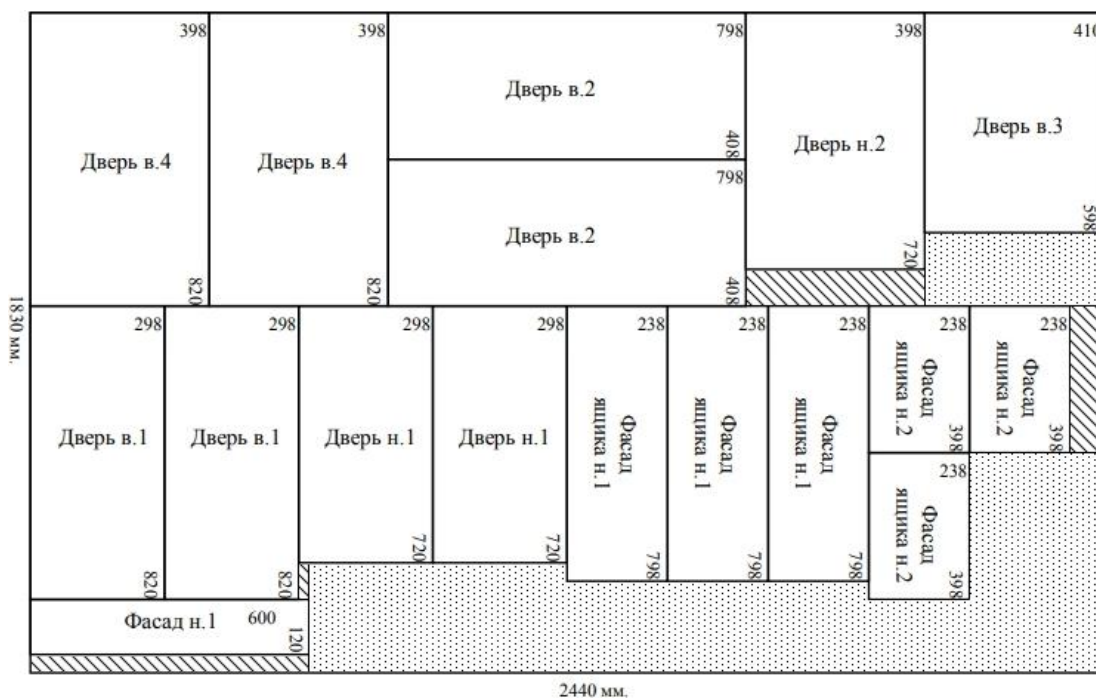 398
398
798
398
410
Дверь в.4
Дверь в.4
Дверь в.2
408
798
Дверь в.2
408
Дверь н.2
720
Дверь в.3
598
820
820
298
298
298
298
238
238
238
238
238
Дверь в.1
Дверь в.1
Дверь н.1
Дверь н.1
Фасад
ящика н.1
Фасад
ящика н.1
Фасад
ящика н.1
Фасад
ящика н.2
398
Фасад
ящика н.2
398
238
Фасад
ящика н.2
398
820
820
720
720
798
798
798
Фасад н.1
600
120
1830 мм.
2440 мм.